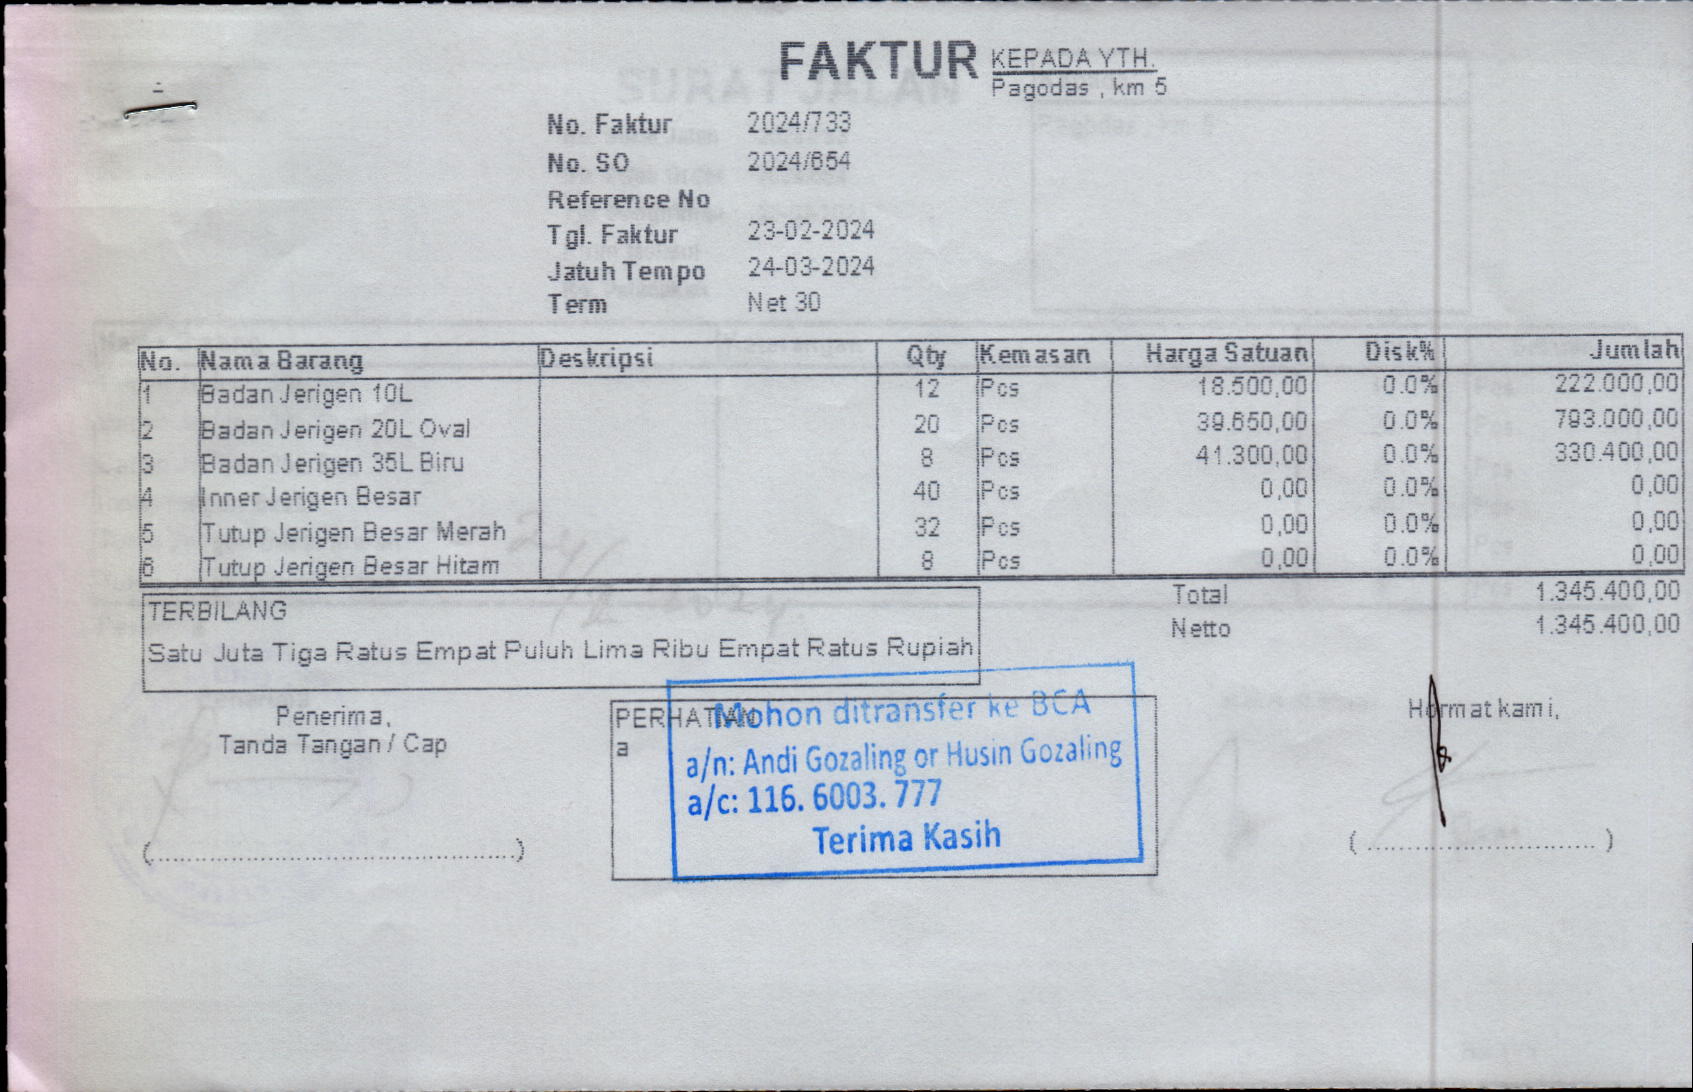 FAKTUR
KEPADA YTH.
Pagodas , km 5
No. Faktur 2024/733
No. SO 2024/654
Reference No
Tgl. Faktur 23-02-2024
Jatuh Tempo 24-03-2024
Term Net 30
No. Nama Barang Deskripsi Qty Kemasan Harga Satuan Disk% Jumlah
1 Badan Jerigen 10L 12 Pcs 18.500,00 0.0% 222.000,00
2 Badan Jerigen 20L Oval 20 Pcs 39.650,00 0.0% 793.000,00
3 Badan Jerigen 35L Biru 8 Pcs 41.300,00 0.0% 330.400,00
4 Inner Jerigen Besar 40 Pcs 0,00 0.0% 0,00
5 Tutup Jerigen Besar Merah 32 Pcs 0,00 0.0% 0,00
6 Tutup Jerigen Besar Hitam 8 Pcs 0,00 0.0% 0,00
Total 1.345.400,00
Netto 1.345.400,00
TERBILANG
Satu Juta Tiga Ratus Empat Puluh Lima Ribu Empat Ratus Rupiah
Penerima,
Tanda Tangan / Cap
(..........................................)
PERHATIAN
a
Mohon ditransfer ke BCA
a/n: Andi Gozaling or Husin Gozaling
a/c: 116. 6003. 777
Terima Kasih
Hormat kami,
( ............................ )